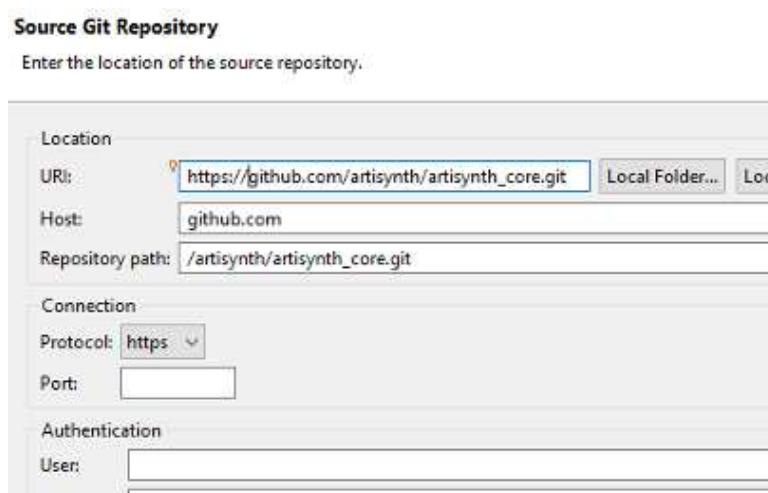 Source Git Repository
Enter the location of the source repository.
Location
URI: https://github.com/artisynth/artisynth_core.git Local Folder...
Host: github.com
Repository path: /artisynth/artisynth_core.git
Connection
Protocol: https
Port:
Authentication
User: